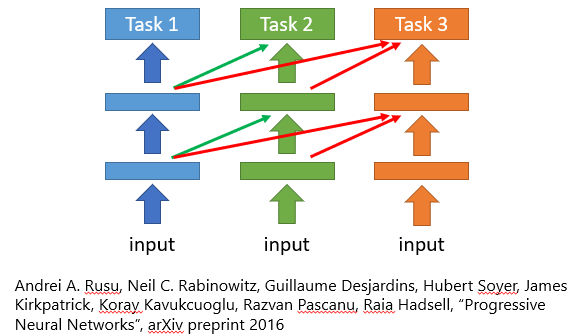 Task 1 Task 2 Task 3
input input input
Andrei A. Rusu, Neil C. Rabinowitz, Guillaume Desjardins, Hubert Soyer, James
Kirkpatrick, Koray Kavukcuoglu, Razvan Pascanu, Raia Hadsell, “Progressive
Neural Networks”, arXiv preprint 2016